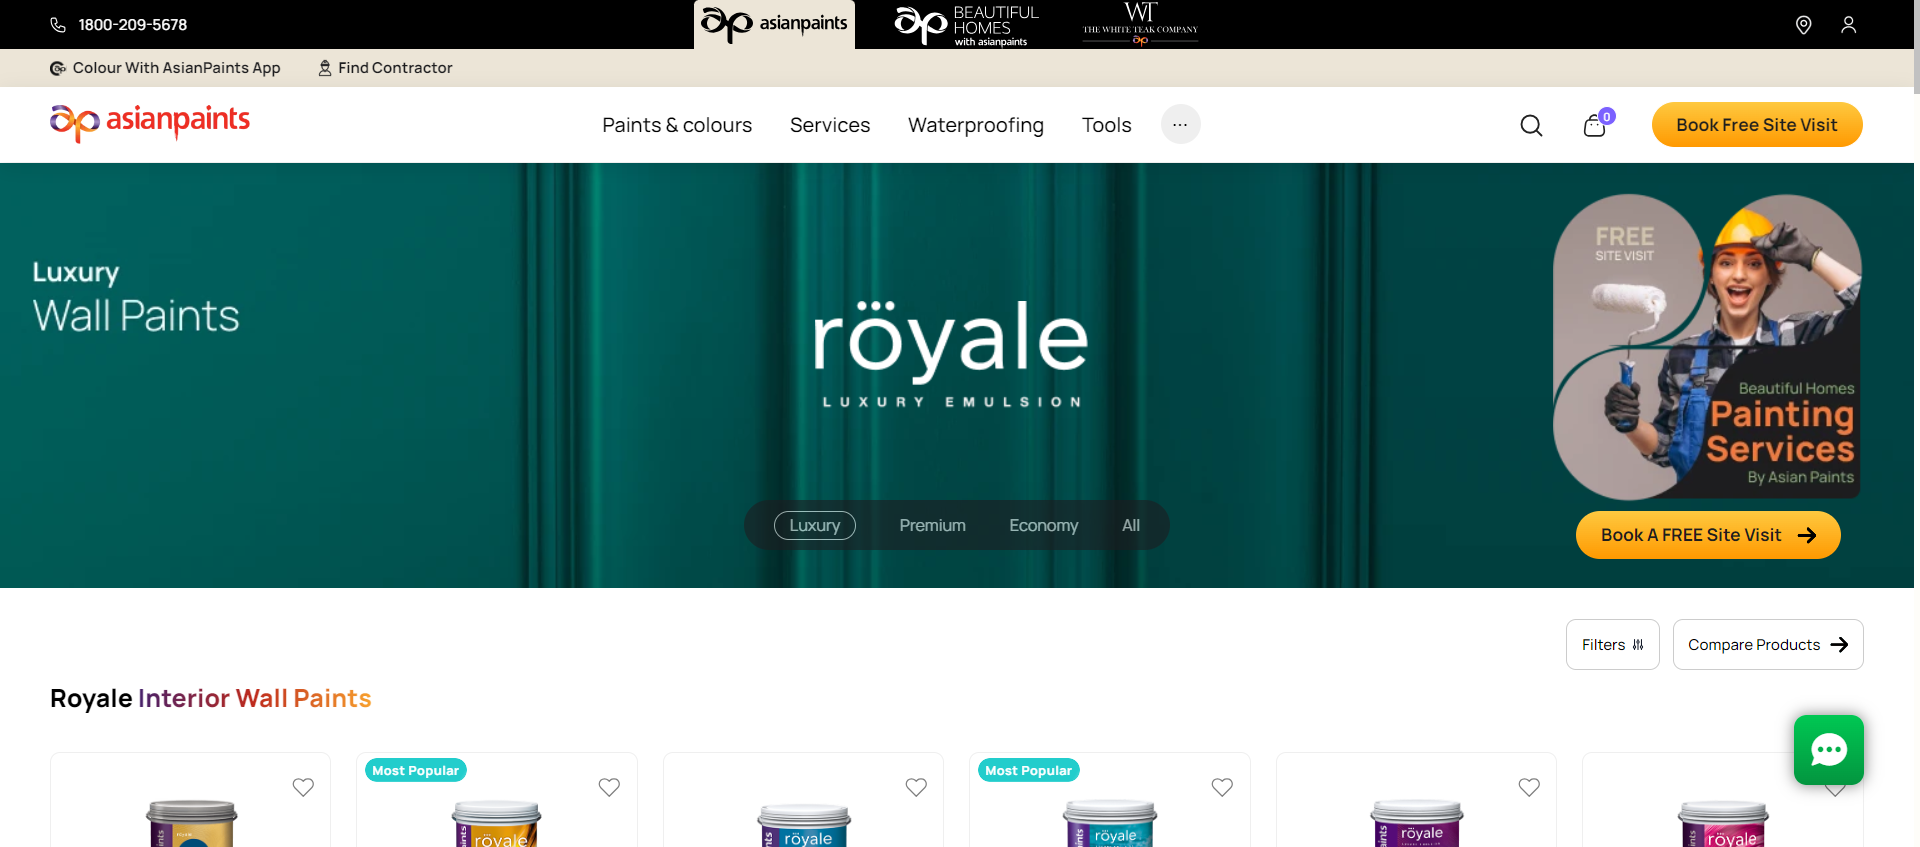 1800-209-5678
asianpaints
BEAUTIFUL
HOMES
with asianpaints
WT
THE WHITE TEAK COMPANY
Colour With AsianPaints App
Find Contractor
asianpaints
Paints & colours
Services
Waterproofing
Tools
...
0
Book Free Site Visit
Luxury
Wall Paints
röyale
LUXURY EMULSION
FREE
SITE VISIT
Beautiful Homes
Painting
Services
By Asian Paints
Luxury
Premium
Economy
All
Book A FREE Site Visit
Filters
Compare Products
Royale Interior Wall Paints
Most Popular
Most Popular
röyale
röyale
röyale
röyale
röyale